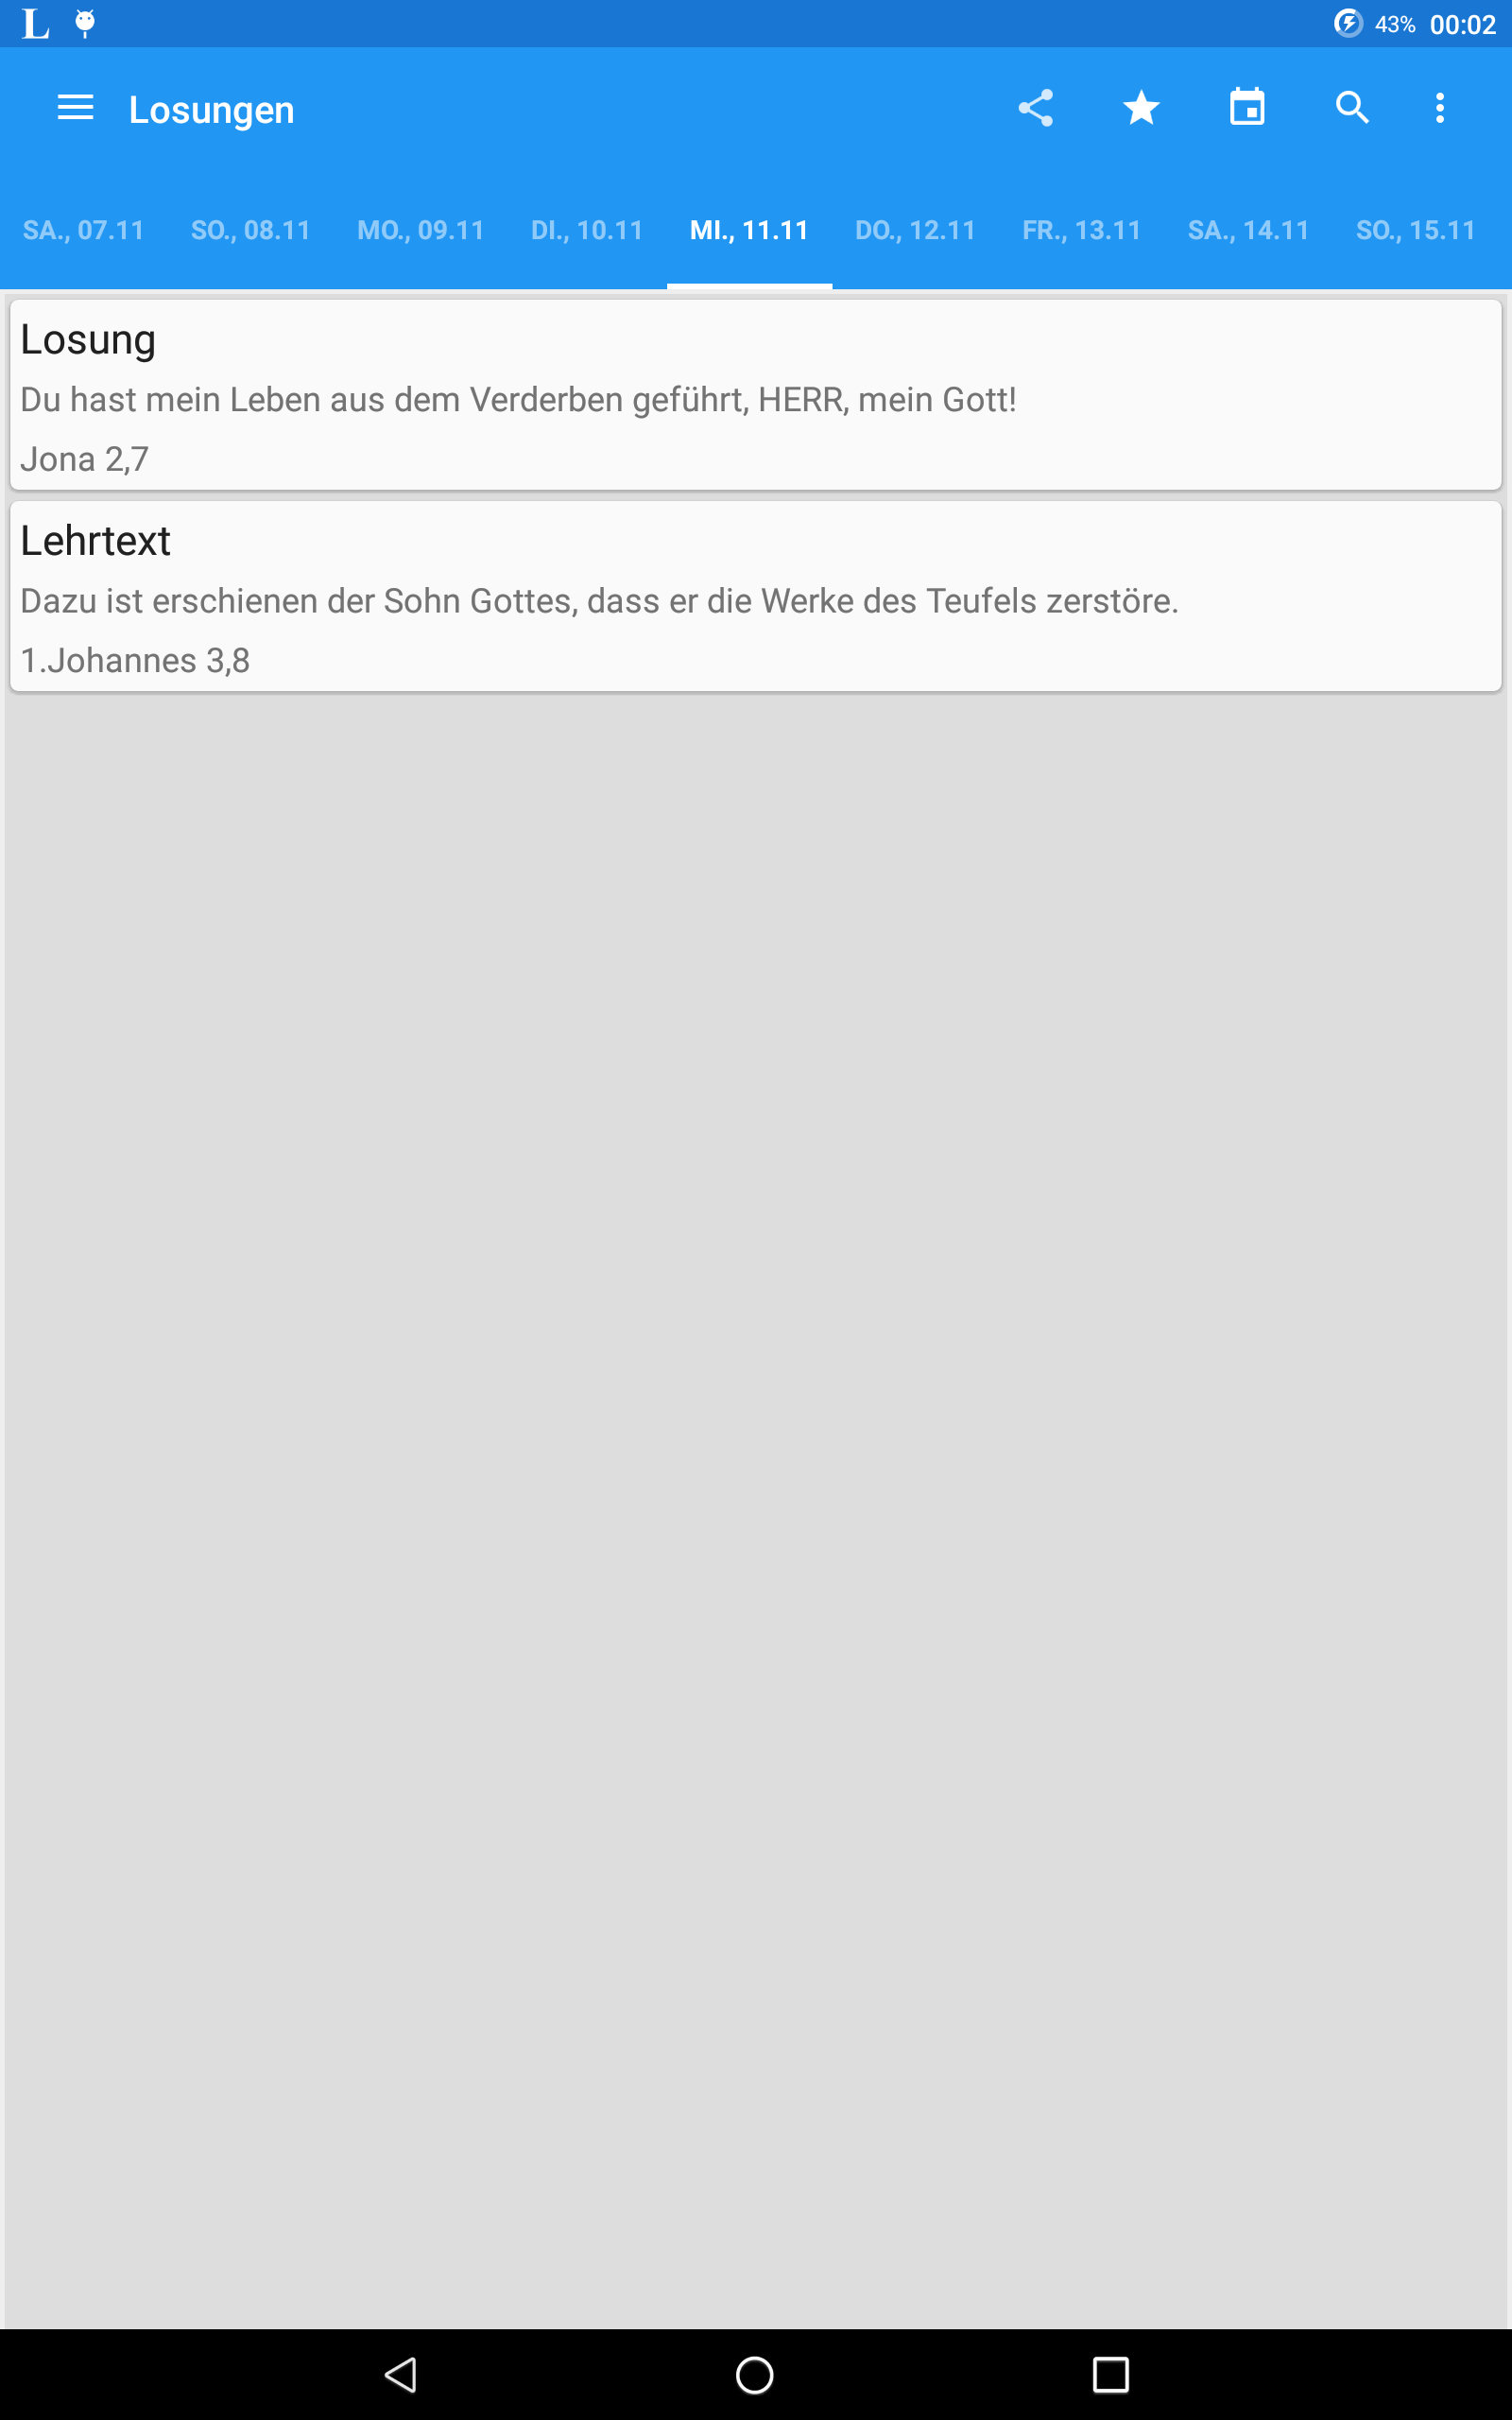 L 43% 00:02
Losungen
SA., 07.11 SO., 08.11 MO., 09.11 DI., 10.11 MI., 11.11 DO., 12.11 FR., 13.11 SA., 14.11 SO., 15.11
Losung
Du hast mein Leben aus dem Verderben geführt, HERR, mein Gott!
Jona 2,7
Lehrtext
Dazu ist erschienen der Sohn Gottes, dass er die Werke des Teufels zerstöre.
1.Johannes 3,8